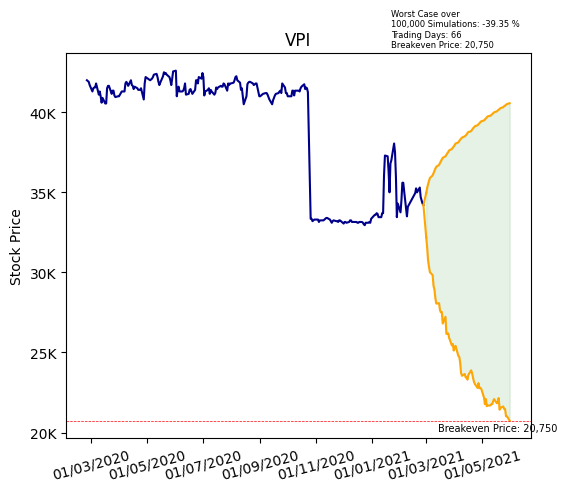 Worst Case over
100,000 Simulations: -39.35 %
Trading Days: 66
Breakeven Price: 20,750
VPI
Stock Price
40K
35K
30K
25K
20K
Breakeven Price: 20,750
01/03/2020
01/05/2020
01/07/2020
01/09/2020
01/11/2020
01/01/2021
01/03/2021
01/05/2021